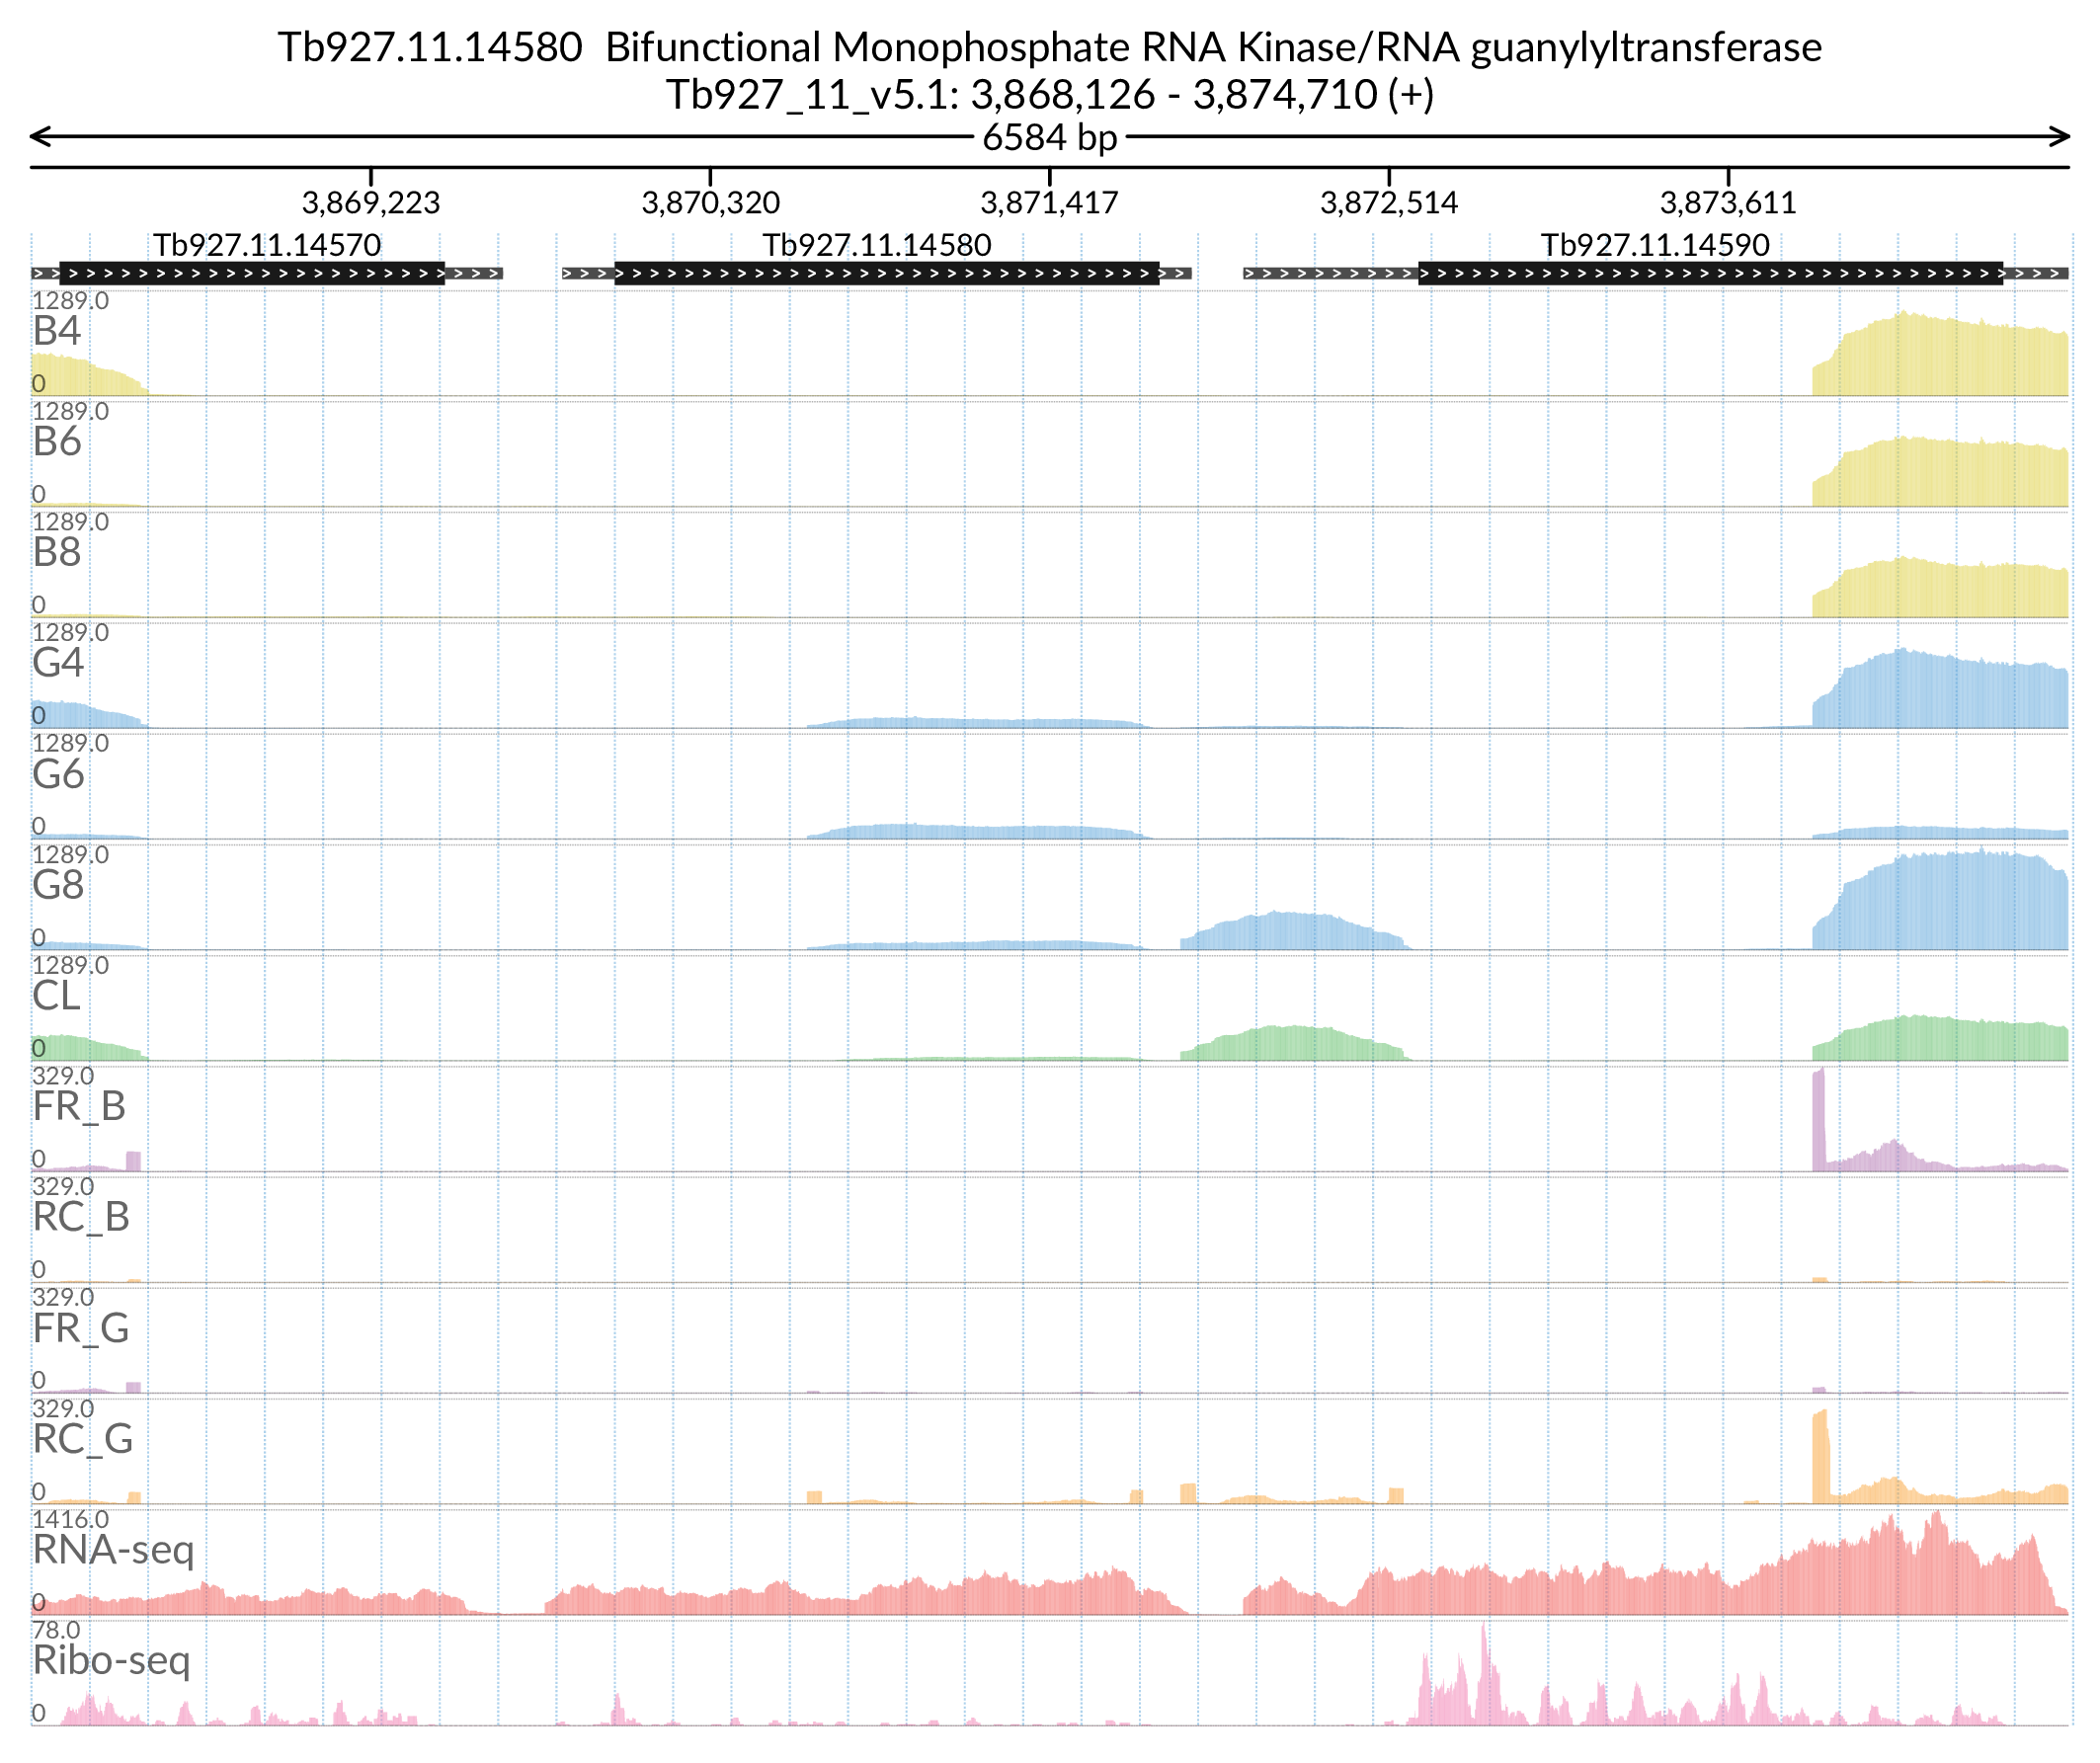 Tb927.11.14580 Bifunctional Monophosphate RNA Kinase/RNA guanylyltransferase
Tb927_11_v5.1: 3,868,126 - 3,874,710 (+)
6584 bp
3,869,223 3,870,320 3,871,417 3,872,514 3,873,611
Tb927.11.14570 Tb927.11.14580 Tb927.11.14590
1289.0
B4
0
1289.0
B6
0
1289.0
B8
0
1289.0
G4
0
1289.0
G6
0
1289.0
G8
0
1289.0
CL
0
329.0
FR_B
0
329.0
RC_B
0
329.0
FR_G
0
329.0
RC_G
0
1416.0
RNA-seq
0
78.0
Ribo-seq
0